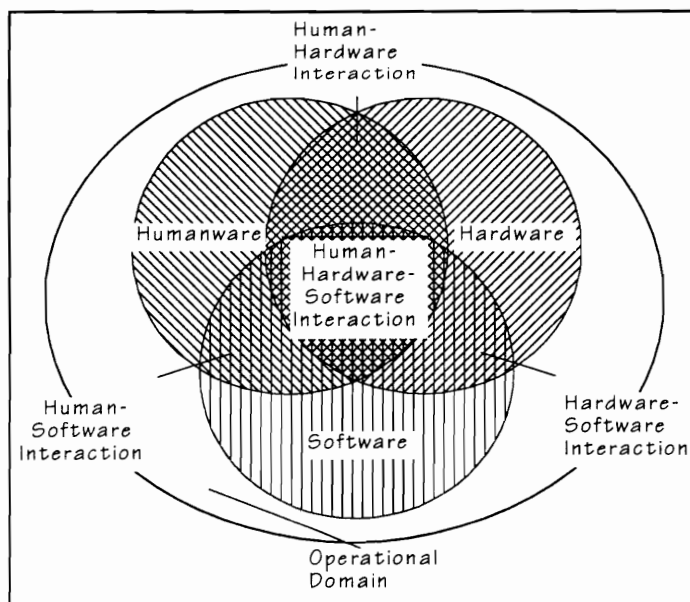 Human-
Hardware
Interaction
Humanware
Hardware
Human-
Hardware-
Software
Interaction
Human-
Software
Interaction
Hardware-
Software
Interaction
Software
Operational
Domain